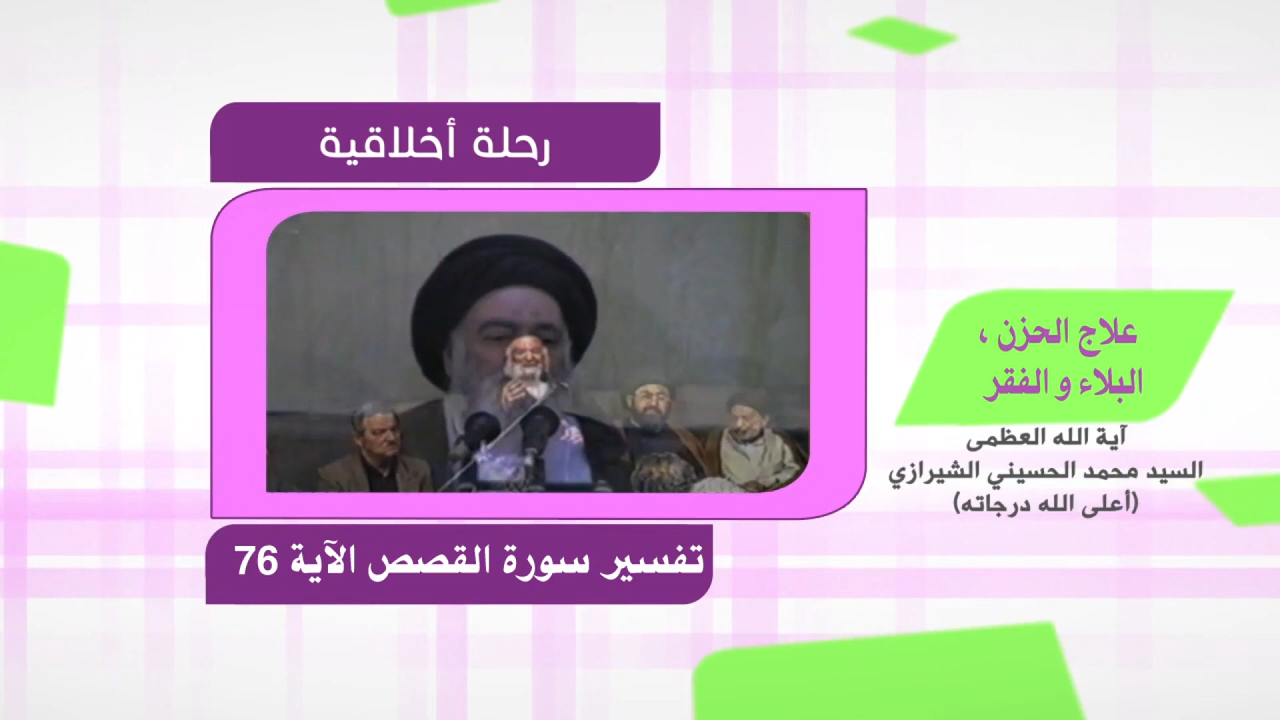 رحلة أخلاقية
علاج الحزن ،
البلاء و الفقر
آية الله العظمى
السيد محمد الحسيني الشيرازي
(أعلى الله درجاته)
تفسير سورة القصص الآية 76